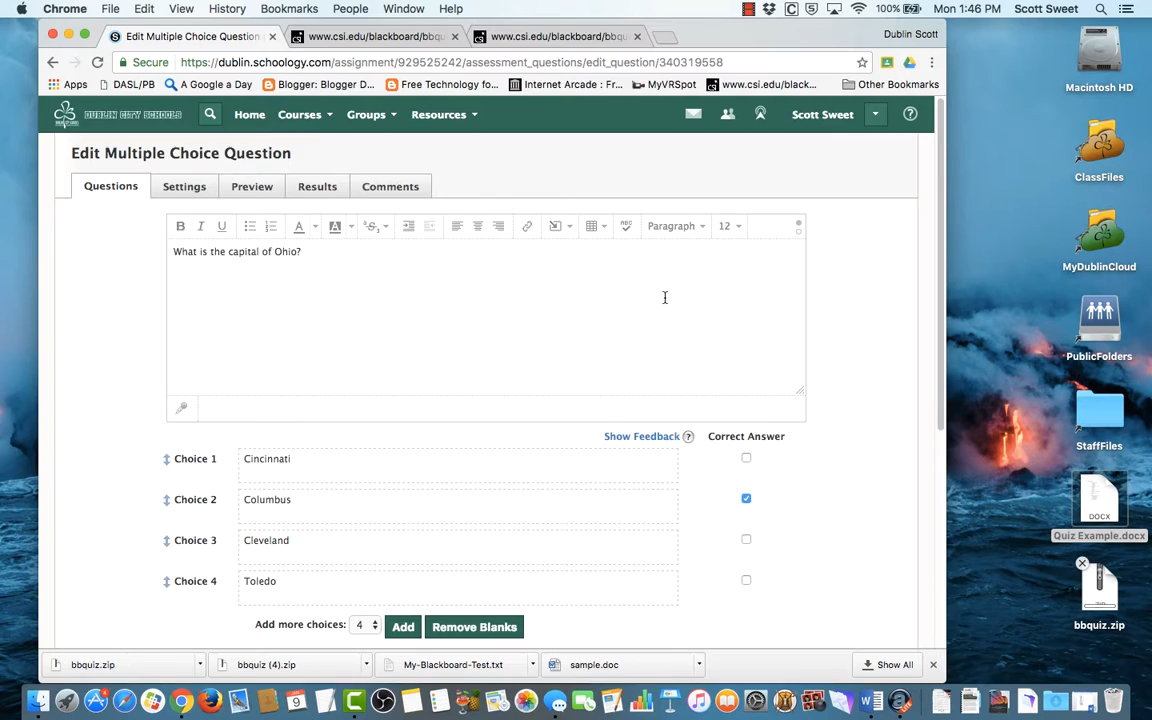 Chrome File Edit View History Bookmarks People Window Help 100% Mon 1:46 PM Scott Sweet
Edit Multiple Choice Question www.csi.edu/blackboard/bbqu www.csi.edu/blackboard/bbqu Dublin Scott
Secure https://dublin.schoology.com/assignment/929525242/assessment_questions/edit_question/340319558
Apps DASL/PB A Google a Day Blogger: Blogger D... Free Technology fo... Internet Arcade : Fr... MyVRSpot www.csi.edu/black... Other Bookmarks
DUBLIN CITY SCHOOLS Home Courses Groups Resources Scott Sweet
Edit Multiple Choice Question
Questions Settings Preview Results Comments
B I U A A Paragraph 12
What is the capital of Ohio?
Show Feedback ? Correct Answer
Choice 1 Cincinnati
Choice 2 Columbus
Choice 3 Cleveland
Choice 4 Toledo
Add more choices: 4 Add Remove Blanks
bbquiz.zip bbquiz (4).zip My-Blackboard-Test.txt sample.doc Show All
Macintosh HD
ClassFiles
MyDublinCloud
PublicFolders
StaffFiles
DOCX
Quiz Example.docx
bbquiz.zip